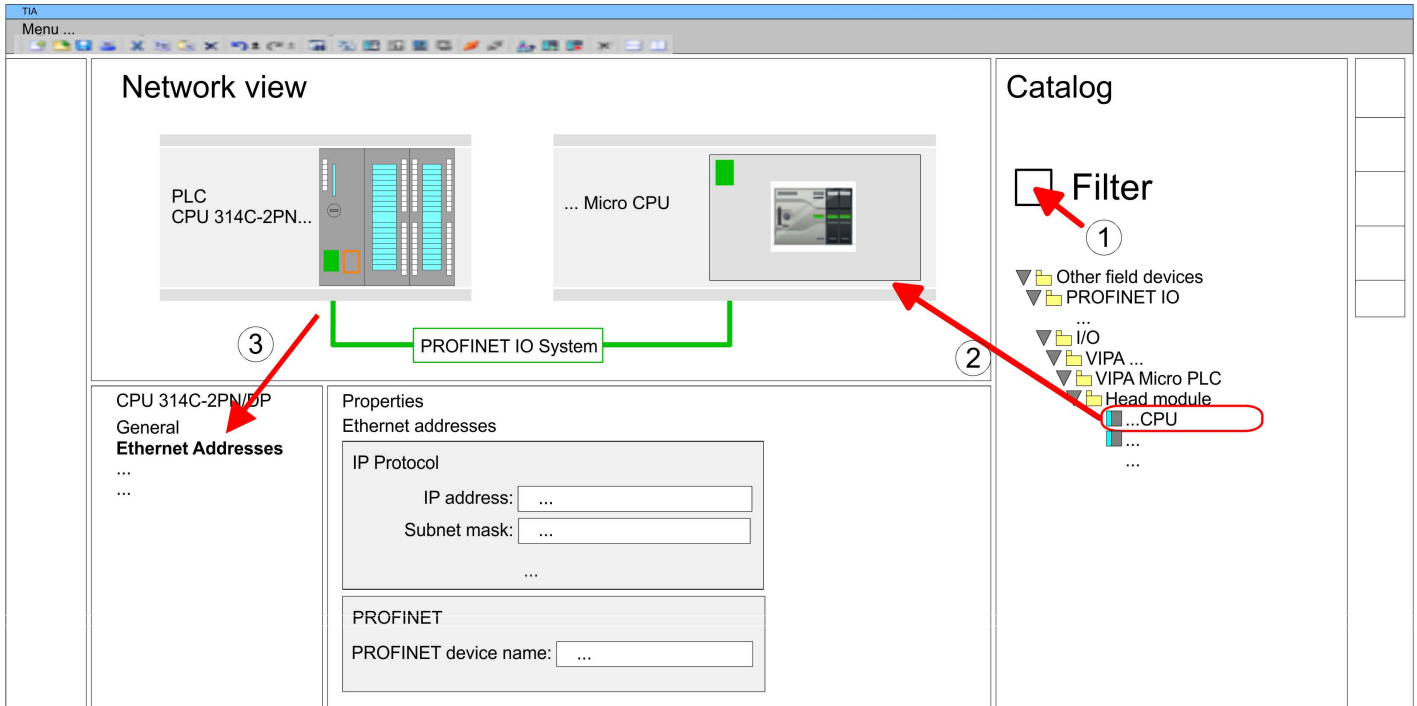 TIA
Menu ...
Network view
PLC
CPU 314C-2PN...
... Micro CPU
PROFINET IO System
3
2
Catalog
Filter
1
Other field devices
PROFINET IO
...
I/O
VIPA ...
VIPA Micro PLC
Head module
...CPU
...
...
CPU 314C-2PN/DP
General
Ethernet Addresses
...
...
Properties
Ethernet addresses
IP Protocol
IP address: ...
Subnet mask: ...
...
PROFINET
PROFINET device name: ...